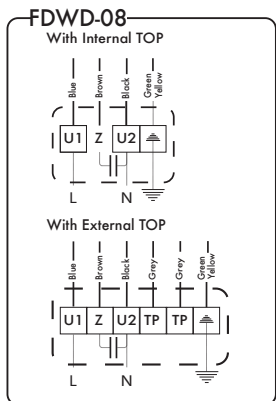 FDWD-08
With Internal TOP
Blue Brown Black Green Yellow
U1 Z U2
L N
With External TOP
Blue Brown Black Grey Grey Green Yellow
U1 Z U2 TP TP
L N